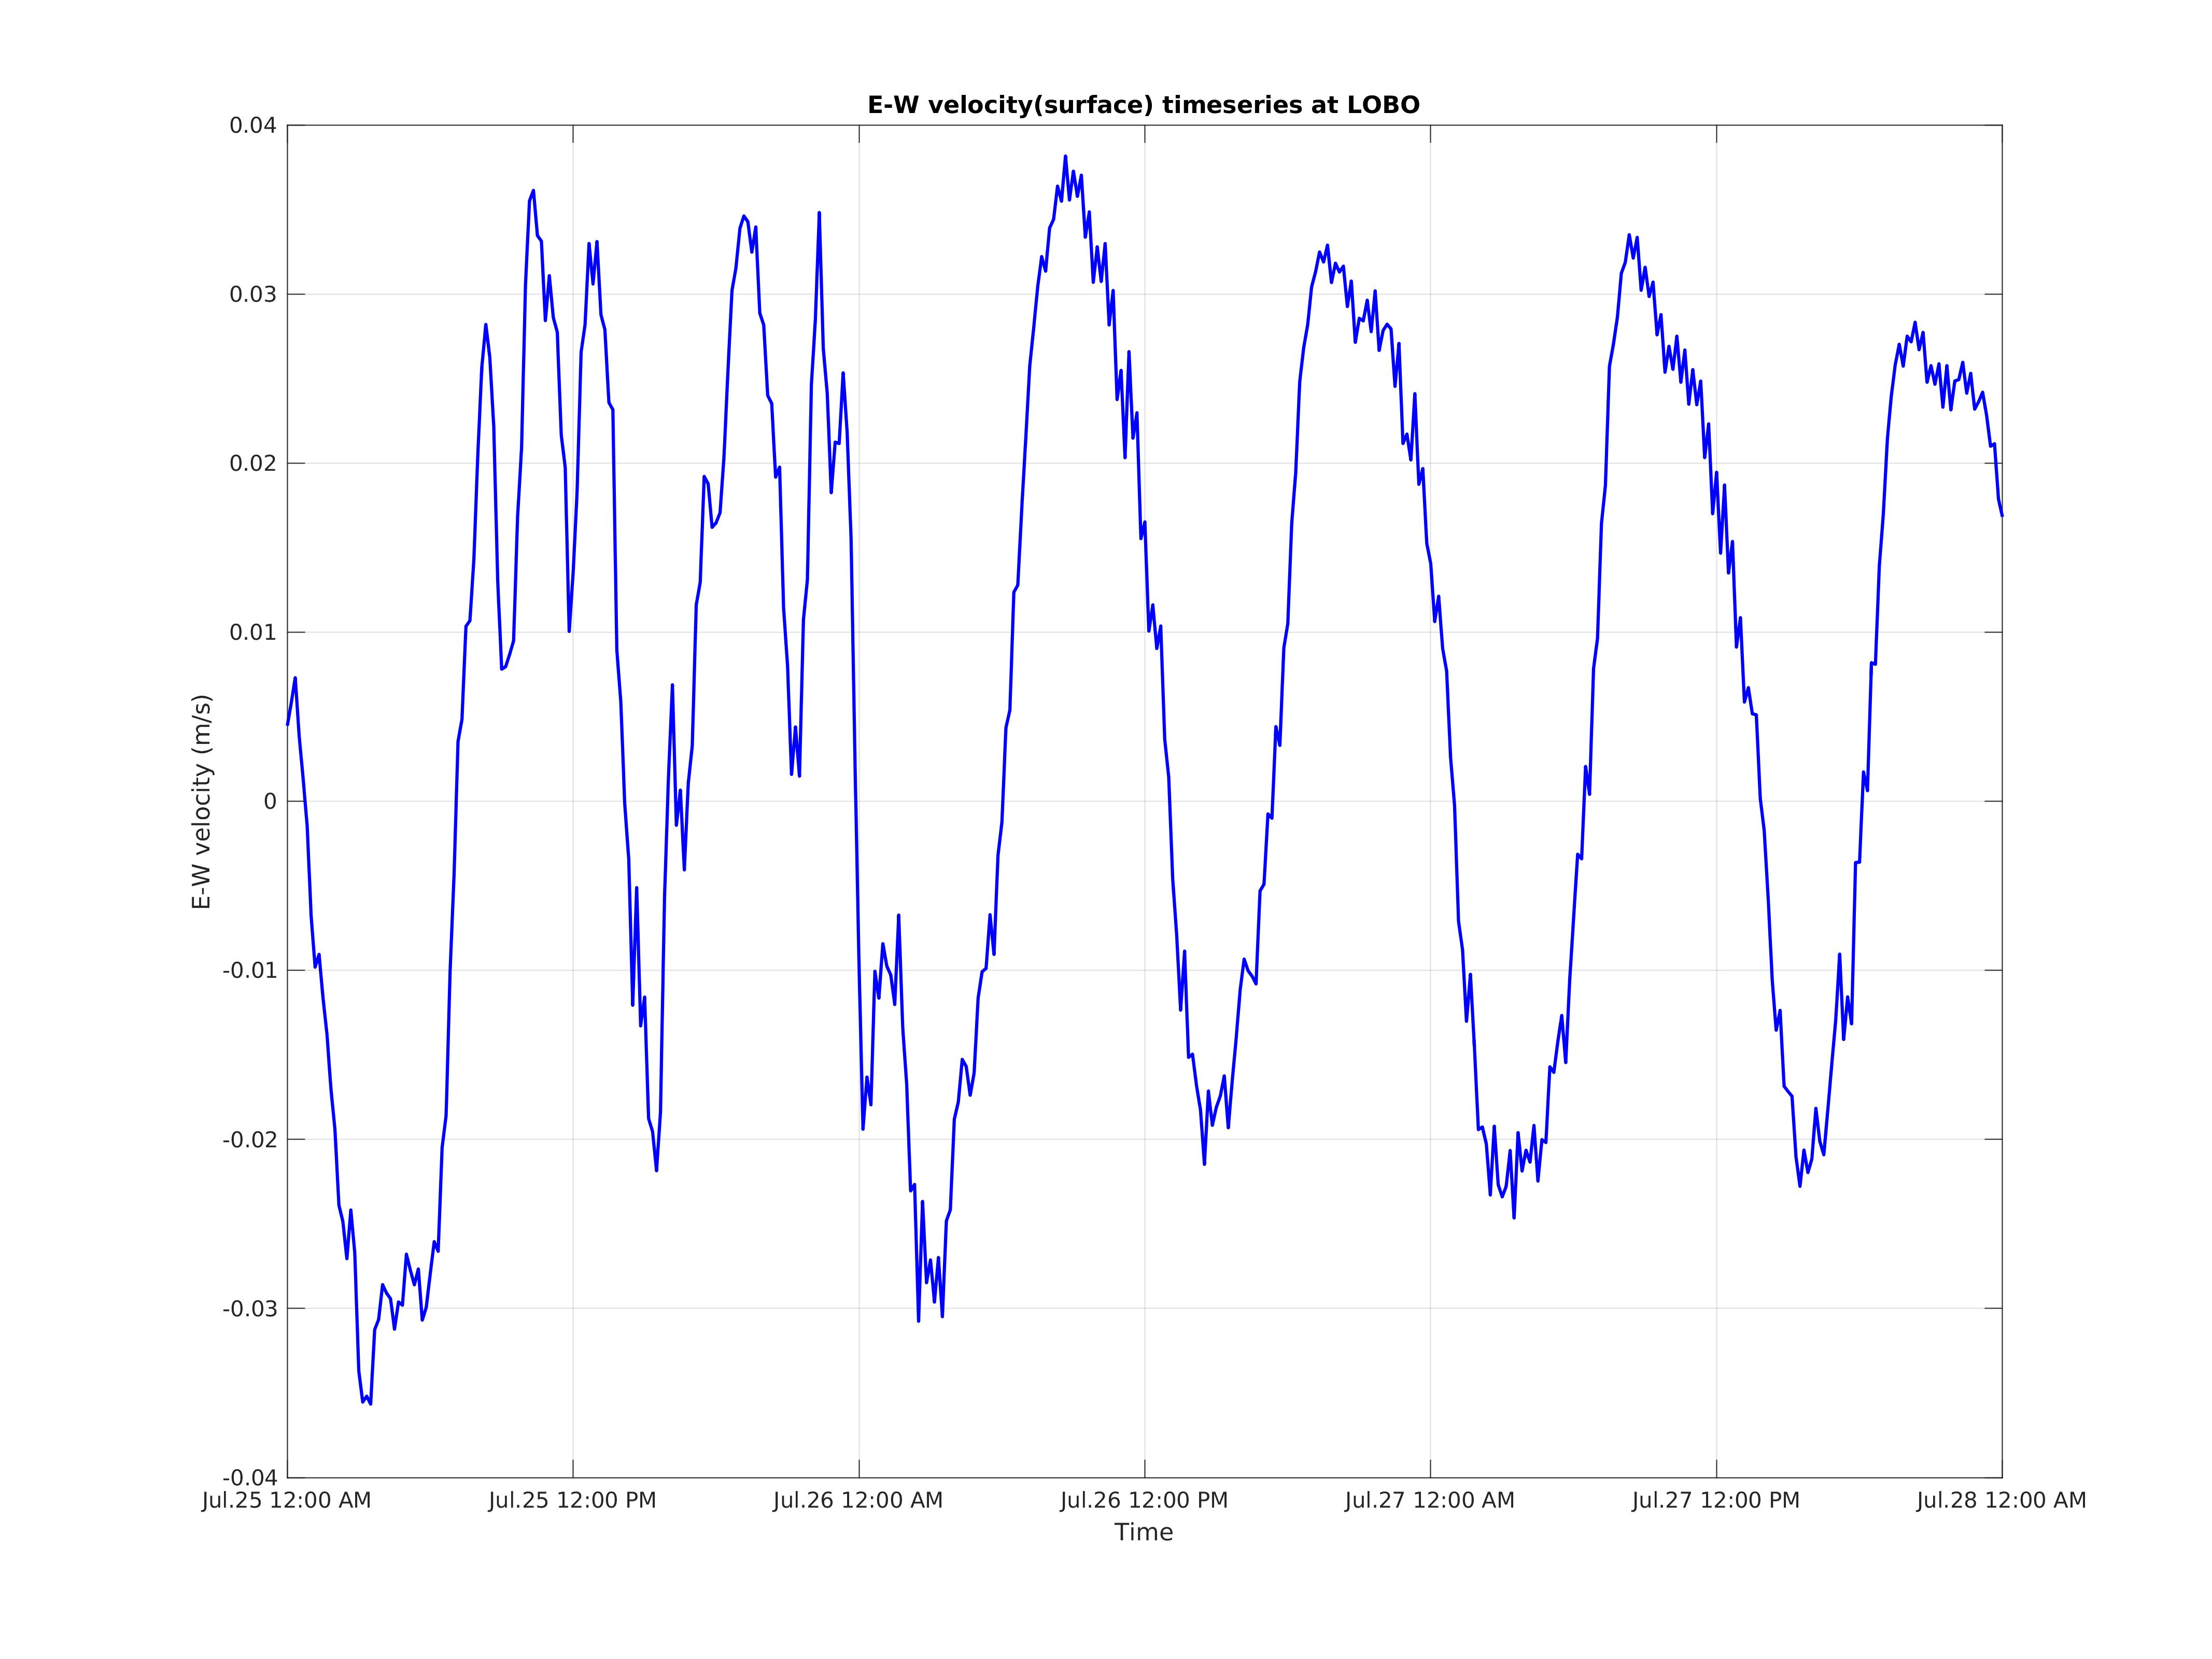 E-W velocity(surface) timeseries at LOBO
0.04
0.03
0.02
0.01
0
-0.01
-0.02
-0.03
-0.04
E-W velocity (m/s)
Jul.25 12:00 AM
Jul.25 12:00 PM
Jul.26 12:00 AM
Jul.26 12:00 PM
Jul.27 12:00 AM
Jul.27 12:00 PM
Jul.28 12:00 AM
Time